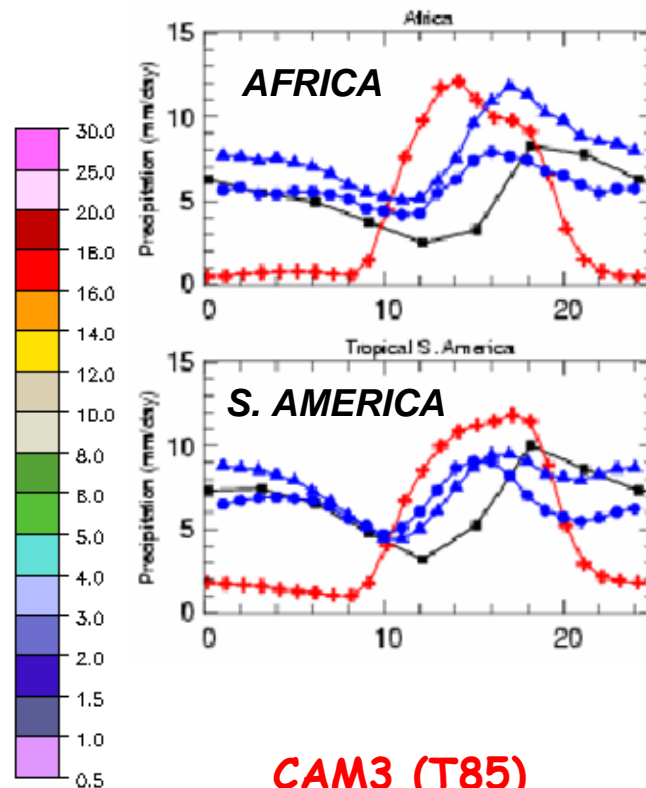 Africa
15
AFRICA
10
5
0
Precipitation (mm/day)
0 10 20
Tropical S. America
15
S. AMERICA
10
5
0
Precipitation (mm/day)
0 10 20
30.0
25.0
20.0
18.0
16.0
14.0
12.0
10.0
8.0
6.0
5.0
4.0
3.0
2.0
1.5
1.0
0.5
CAM3 (T85)